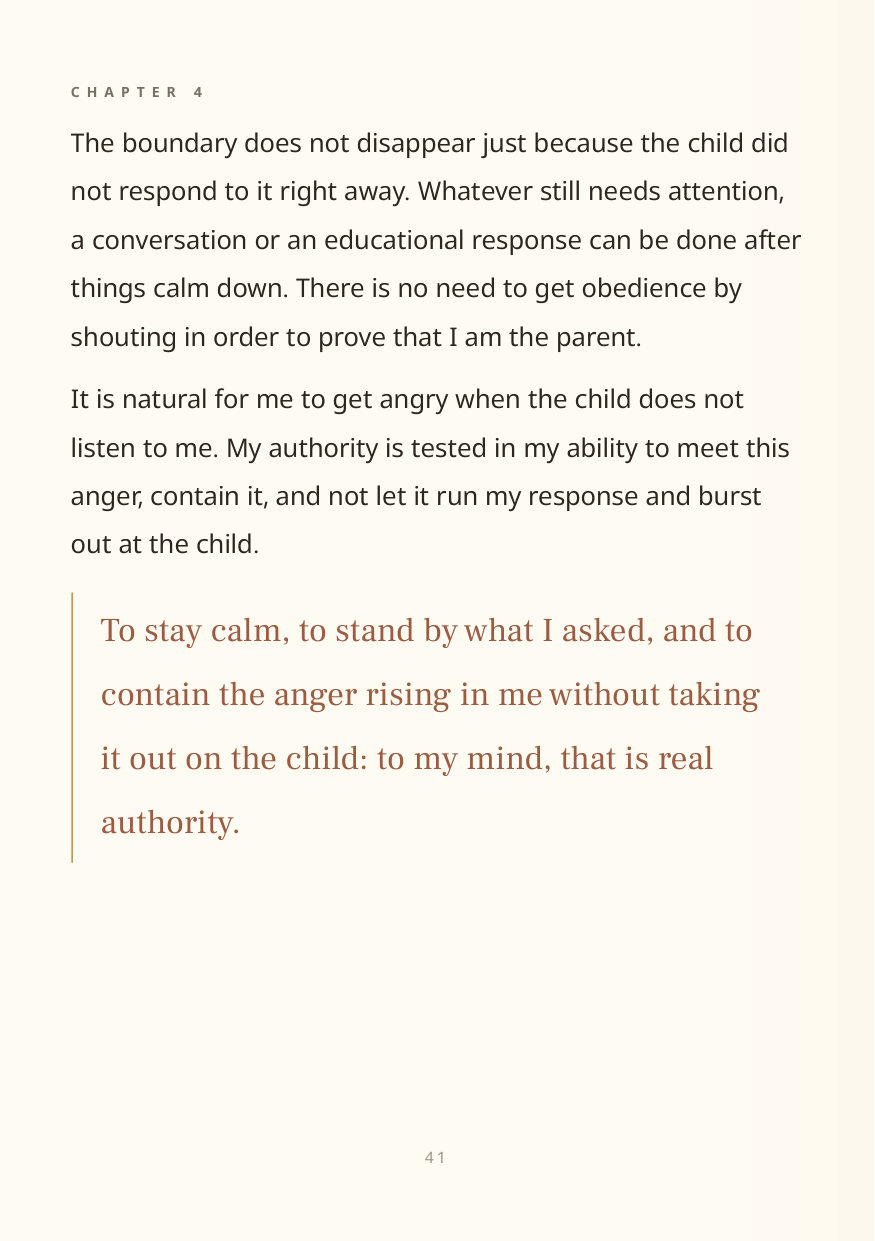 CHAPTER 4
The boundary does not disappear just because the child did
not respond to it right away. Whatever still needs attention,
a conversation or an educational response can be done after
things calm down. There is no need to get obedience by
shouting in order to prove that I am the parent.
It is natural for me to get angry when the child does not
listen to me. My authority is tested in my ability to meet this
anger, contain it, and not let it run my response and burst
out at the child.
To stay calm, to stand by what I asked, and to
contain the anger rising in me without taking
it out on the child: to my mind, that is real
authority.
41